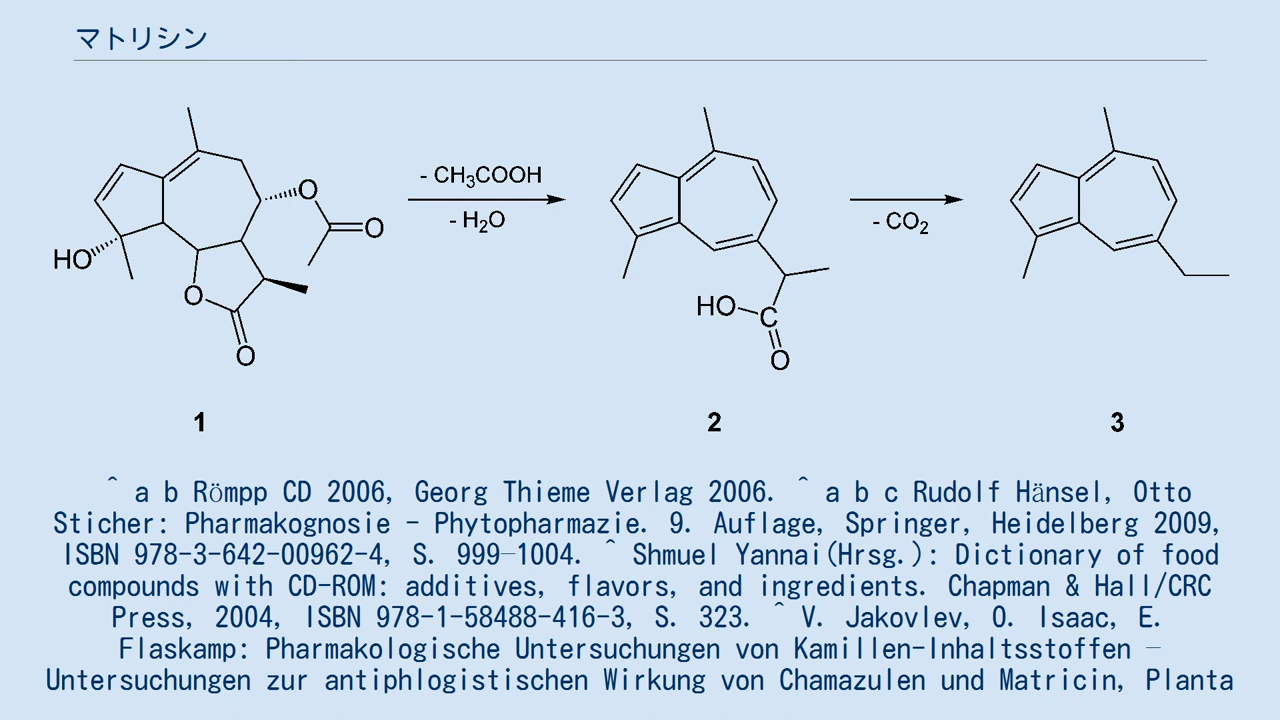 マトリシン
- CH3COOH
- H2O
- CO2
HO
O
O
O
O
HO
C
O
1
2
3
^ a b Römpp CD 2006, Georg Thieme Verlag 2006. ^ a b c Rudolf Hänsel, Otto
Sticher: Pharmakognosie - Phytopharmazie. 9. Auflage, Springer, Heidelberg 2009,
ISBN 978-3-642-00962-4, S. 999–1004. ^ Shmuel Yannai(Hrsg.): Dictionary of food
compounds with CD-ROM: additives, flavors, and ingredients. Chapman & Hall/CRC
Press, 2004, ISBN 978-1-58488-416-3, S. 323. ^ V. Jakovlev, O. Isaac, E.
Flaskamp: Pharmakologische Untersuchungen von Kamillen-Inhaltsstoffen –
Untersuchungen zur antiphlogistischen Wirkung von Chamazulen und Matricin, Planta